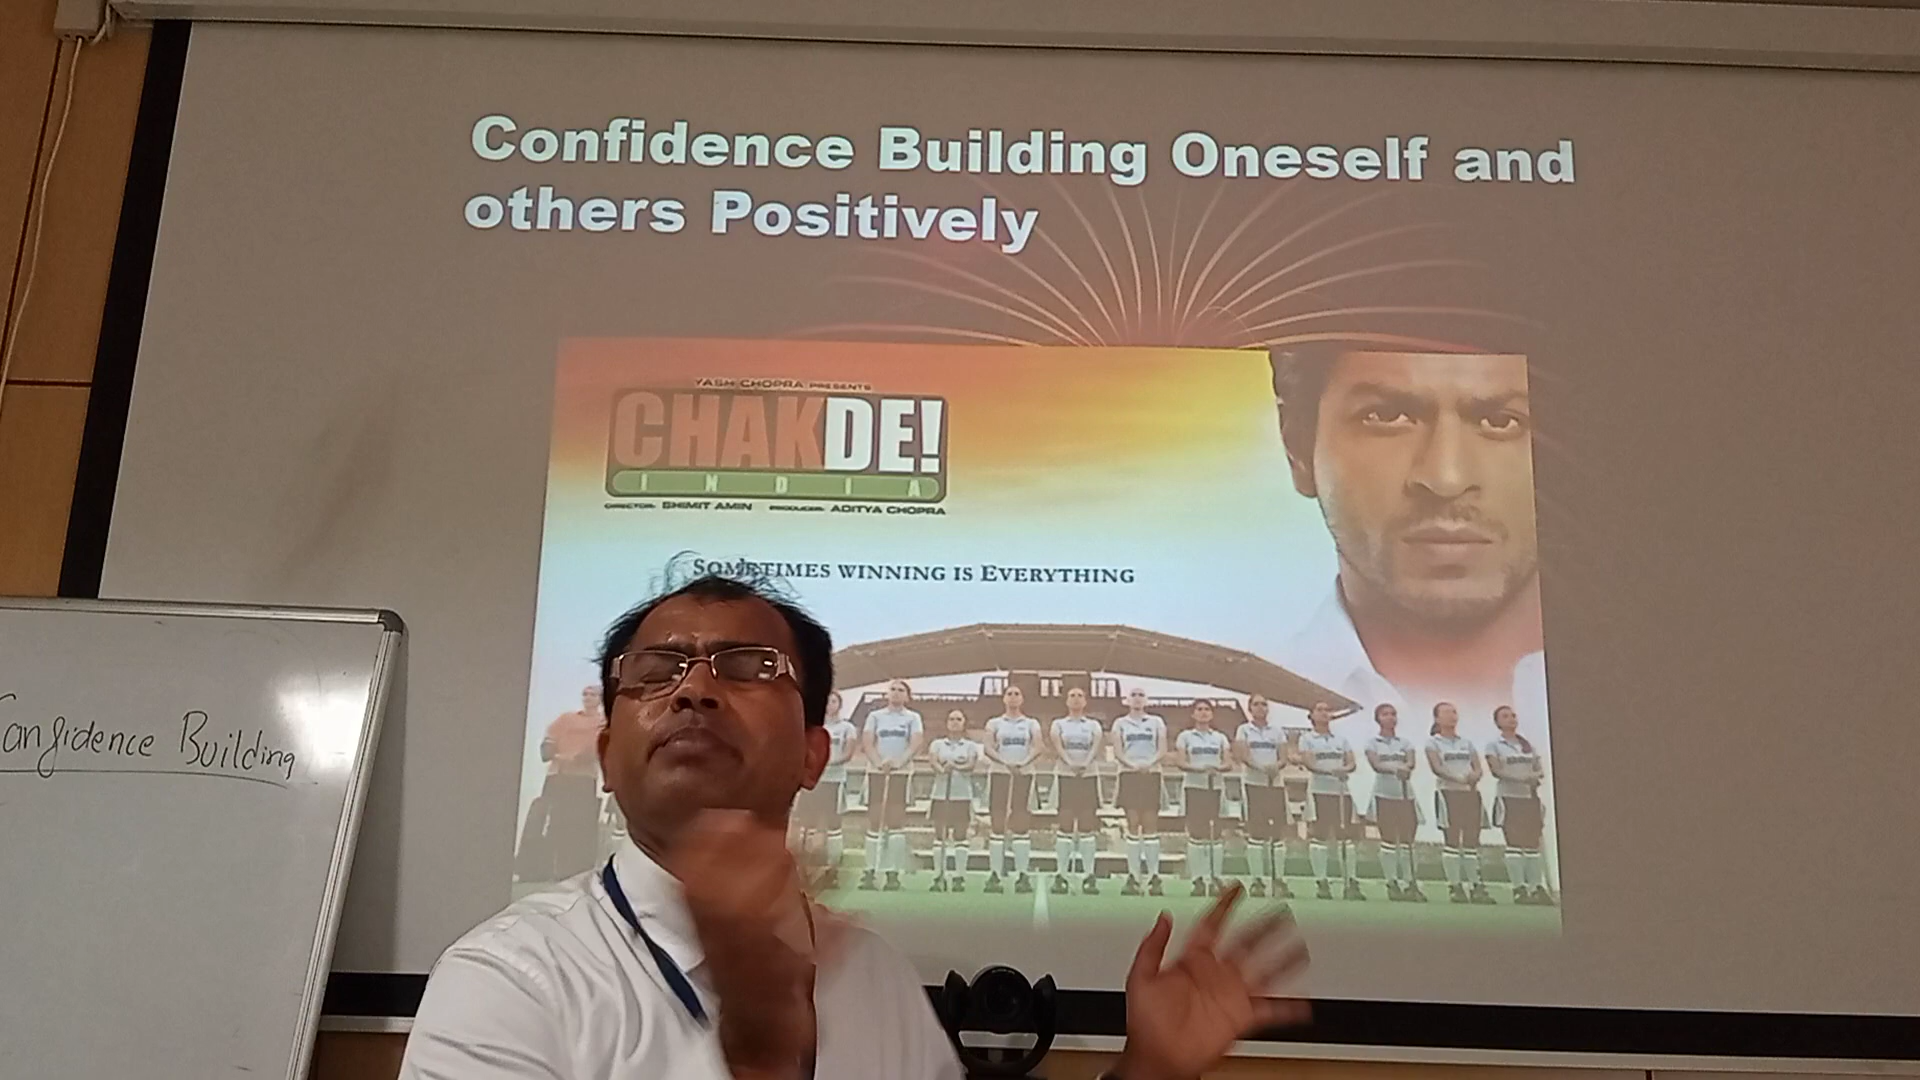 Confidence Building Oneself and
others Positively
YASH CHOPRA PRESENTS
CHAK DE!
INDIA
DIRECTOR: SHIMIT AMIN PRODUCER: ADITYA CHOPRA
SOMETIMES WINNING IS EVERYTHING
Confidence Building